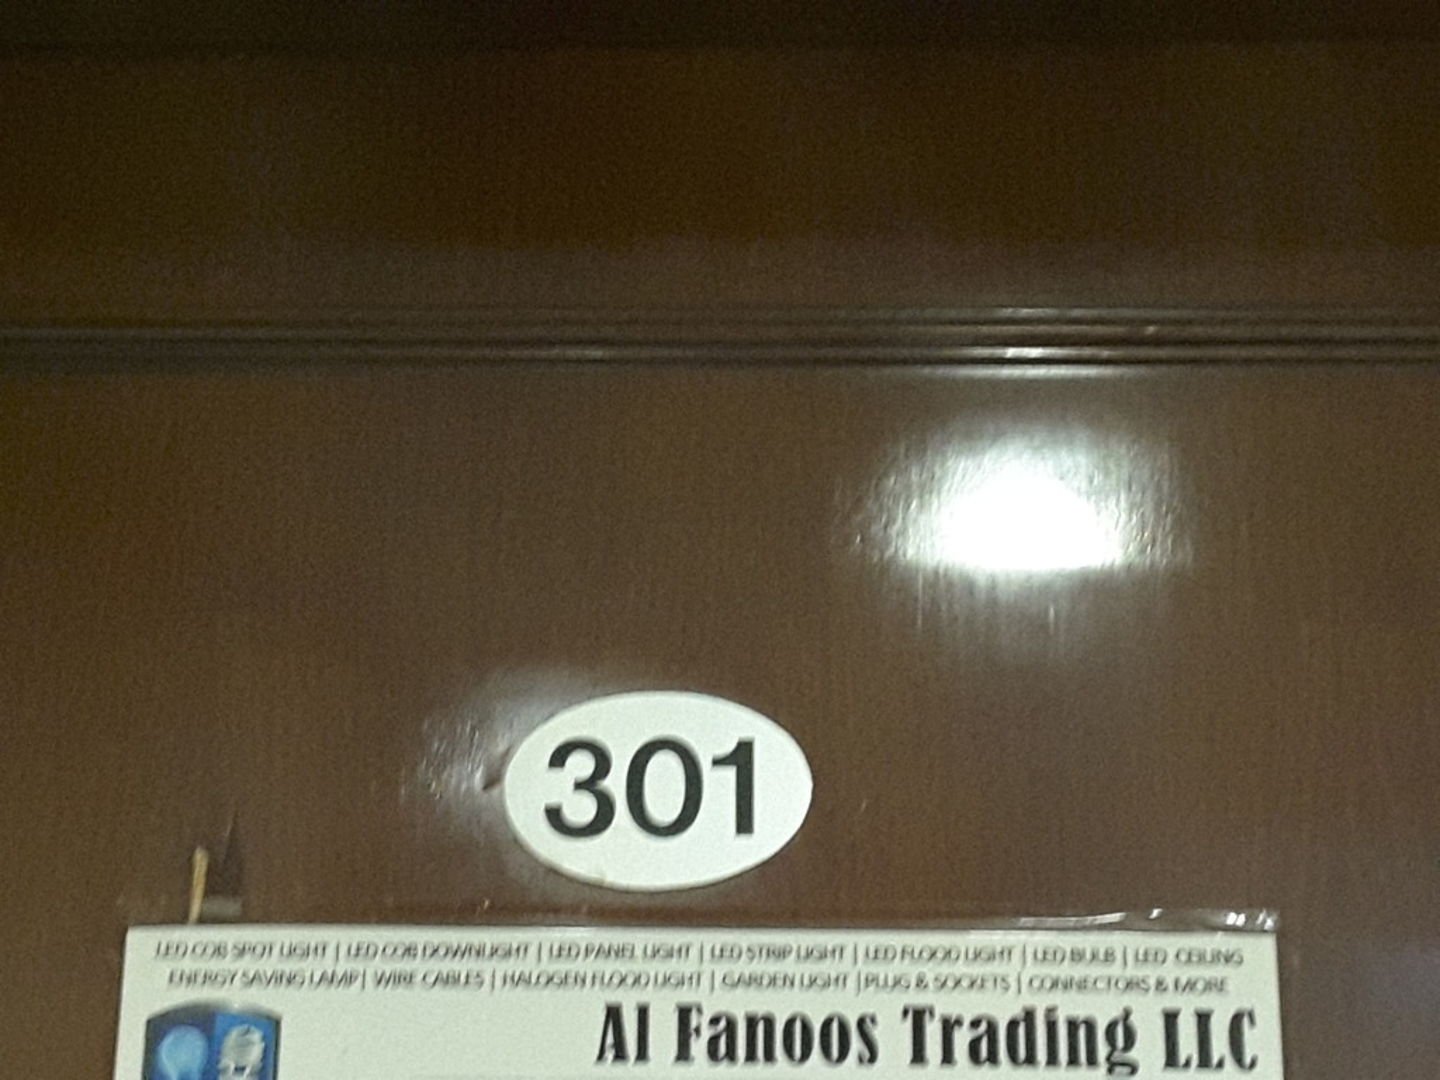 301
LED COB SPOT LIGHT | LED COB DOWNLIGHT | LED PANEL LIGHT | LED STRIP LIGHT | LED FLOOD LIGHT | LED BULB | LED CEILING
ENERGY SAVING LAMP | WIRE CABLES | HALOGEN FLOOD LIGHT | GARDEN LIGHT | PLUG & SOCKETS | CONNECTORS & MORE
Al Fanoos Trading LLC